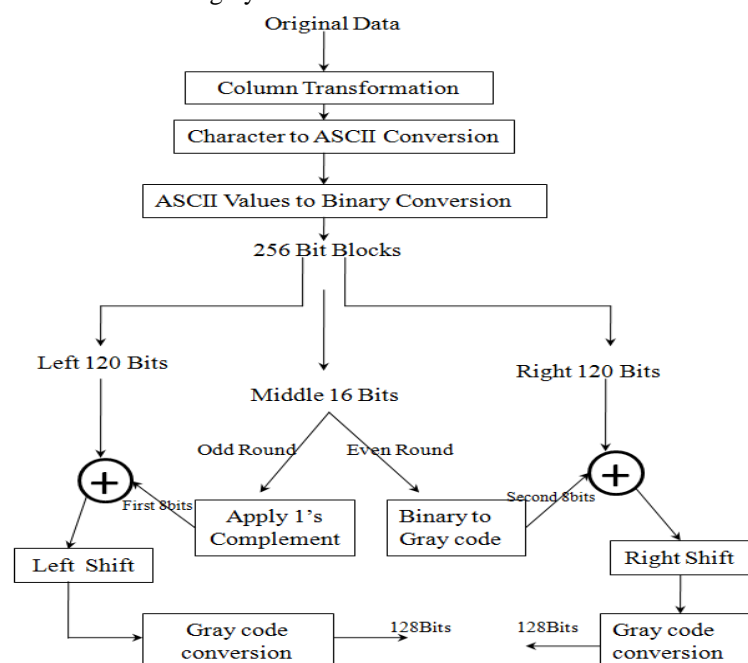 Original Data
Column Transformation
Character to ASCII Conversion
ASCII Values to Binary Conversion
256 Bit Blocks
Left 120 Bits
Middle 16 Bits
Right 120 Bits
Odd Round
Even Round
+
+
First 8bits
Second 8bits
Apply 1's
Complement
Binary to
Gray code
Left Shift
Right Shift
Gray code
conversion
128Bits
128Bits
Gray code
conversion